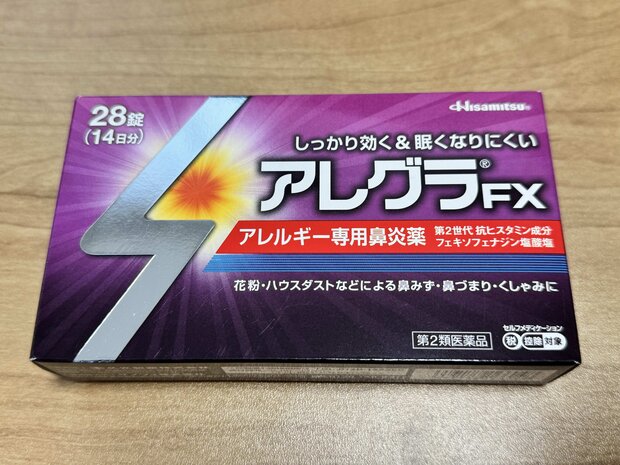 28錠
(14日分)
Hisamitsu®
しっかり効く&眠くなりにくい
アレグラ®FX
アレルギー専用鼻炎薬
第2世代 抗ヒスタミン成分
フェキソフェナジン塩酸塩
花粉・ハウスダストなどによる鼻みず・鼻づまり・くしゃみに
第2類医薬品
セルフメディケーション
税 控除 対象